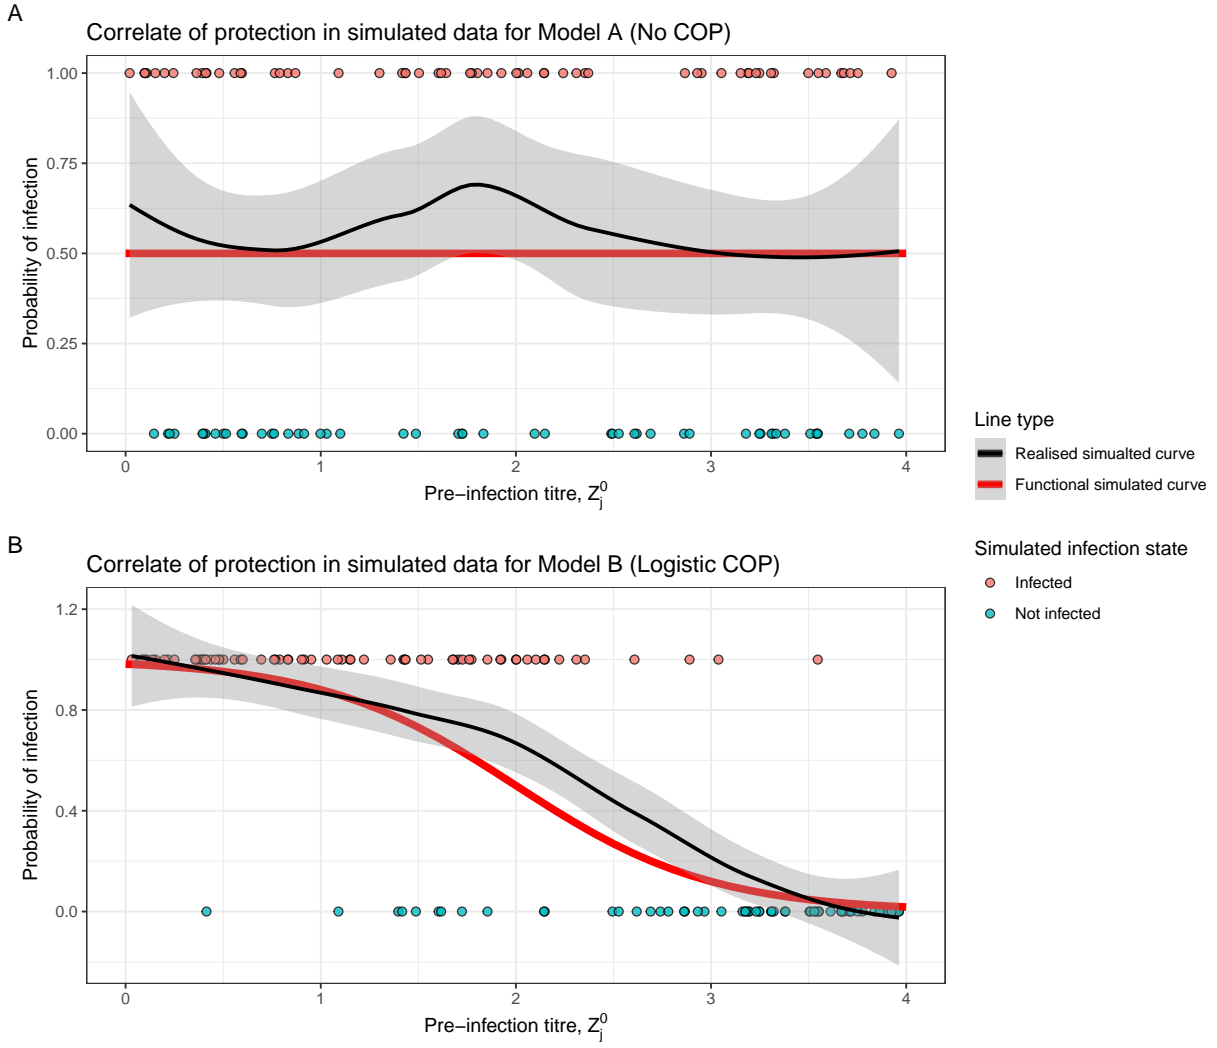 A
Correlate of protection in simulated data for Model A (No COP)
1.00
0.75
0.50
0.25
0.00
Probability of infection
0 1 2 3 4
Pre−infection titre, Z_j^0
Line type
Realised simualted curve
Functional simulated curve
Simulated infection state
Infected
Not infected
B
Correlate of protection in simulated data for Model B (Logistic COP)
1.2
0.8
0.4
0.0
Probability of infection
0 1 2 3 4
Pre−infection titre, Z_j^0